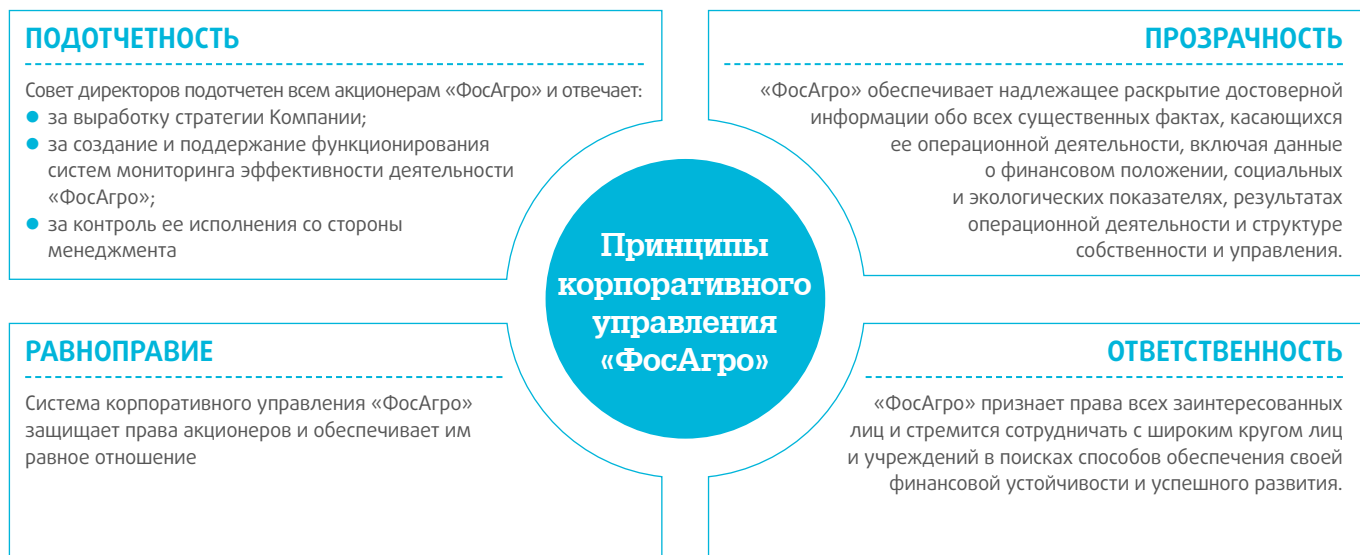 ПОДОТЧЕТНОСТЬ
Совет директоров подотчетен всем акционерам «ФосАгро» и отвечает:
● за выработку стратегии Компании;
● за создание и поддержание функционирования
систем мониторинга эффективности деятельности
«ФосАгро»;
● за контроль ее исполнения со стороны
менеджмента
ПРОЗРАЧНОСТЬ
«ФосАгро» обеспечивает надлежащее раскрытие достоверной
информации обо всех существенных фактах, касающихся
ее операционной деятельности, включая данные
о финансовом положении, социальных
и экологических показателях, результатах
операционной деятельности и структуре
собственности и управления.
Принципы
корпоративного
управления
«ФосАгро»
РАВНОПРАВИЕ
Система корпоративного управления «ФосАгро»
защищает права акционеров и обеспечивает им
равное отношение
ОТВЕТСТВЕННОСТЬ
«ФосАгро» признает права всех заинтересованных
лиц и стремится сотрудничать с широким кругом лиц
и учреждений в поисках способов обеспечения своей
финансовой устойчивости и успешного развития.